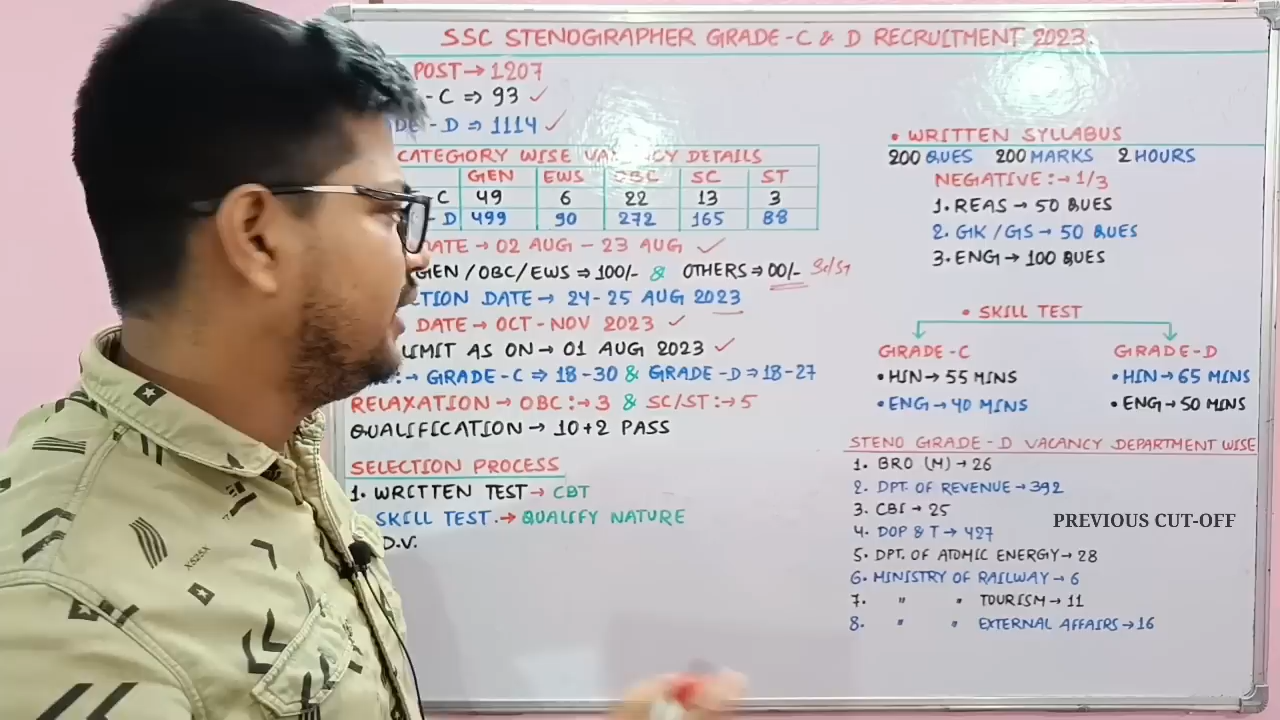 SSC STENOGRAPHER GRADE-C & D RECRUITMENT 2023
POST → 1207
- C ⇒ 93 ✓
DE - D ⇒ 1114 ✓
CATEGORY WISE VACANCY DETAILS
GEN EWS OBC SC ST
C 49 6 22 13 3
- D 499 90 272 165 88
DATE → 02 AUG - 23 AUG ✓
GEN/OBC/EWS ⇒ 100/- & OTHERS ⇒ 00/- SC/ST
CTION DATE → 24-25 AUG 2023
DATE → OCT-NOV 2023 ✓
LIMIT AS ON → 01 AUG 2023 ✓
:→ GRADE-C ⇒ 18-30 & GRADE-D ⇒ 18-27
RELAXATION → OBC:→ 3 & SC/ST:→ 5
QUALIFICATION → 10+2 PASS
SELECTION PROCESS
1. WRITTEN TEST → CBT
SKILL TEST → QUALIFY NATURE
D.V.
• WRITTEN SYLLABUS
200 QUES 200 MARKS 2 HOURS
NEGATIVE:→ 1/3
1. REAS → 50 QUES
2. GK/GS → 50 QUES
3. ENG → 100 QUES
• SKILL TEST
GRADE-C GRADE-D
• HIN → 55 MINS • HIN → 65 MINS
• ENG → 40 MINS • ENG → 50 MINS
STENO GRADE-D VACANCY DEPARTMENT WISE
1. BRO (M) → 26
2. DPT. OF REVENUE → 392
3. CBI → 25
PREVIOUS CUT-OFF
4. DOP & T → 427
5. DPT. OF ATOMIC ENERGY → 28
6. MINISTRY OF RAILWAY → 6
7. " " TOURISM → 11
8. " " EXTERNAL AFFAIRS → 16
XS25X